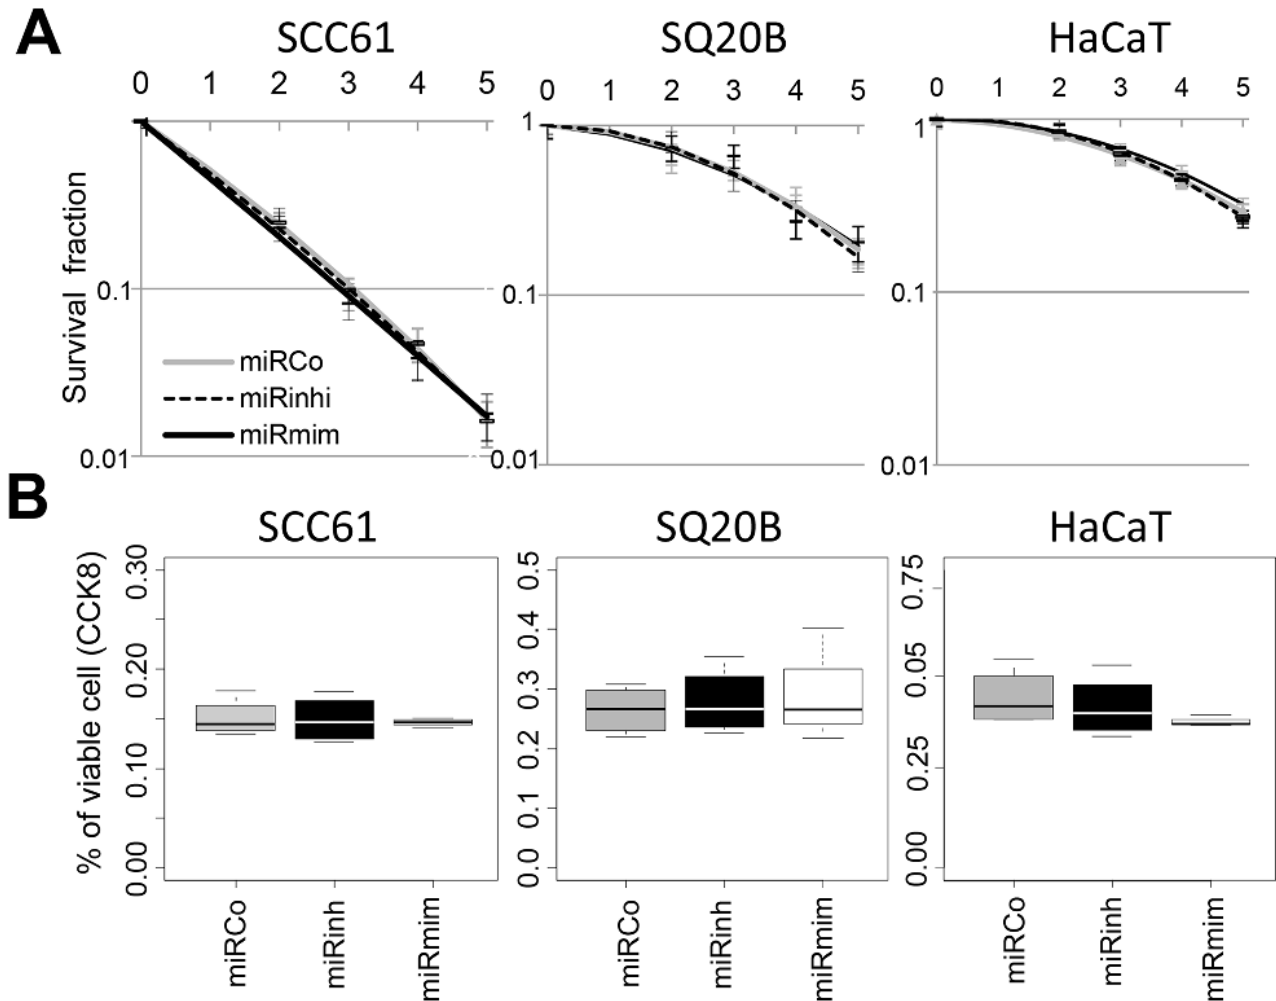 A
SCC61
SQ20B
HaCaT
0 1 2 3 4 5
0 1 2 3 4 5
0 1 2 3 4 5
Survival fraction
0.1
0.01
1
0.1
0.01
1
0.1
0.01
miRCo
miRinhi
miRmim
B
SCC61
SQ20B
HaCaT
% of viable cell (CCK8)
0.30
0.20
0.10
0.00
0.5
0.4
0.3
0.2
0.1
0.0
0.75
0.05
0.25
0.00
miRCo
miRinh
miRmim
miRCo
miRinh
miRmim
miRCo
miRinh
miRmim